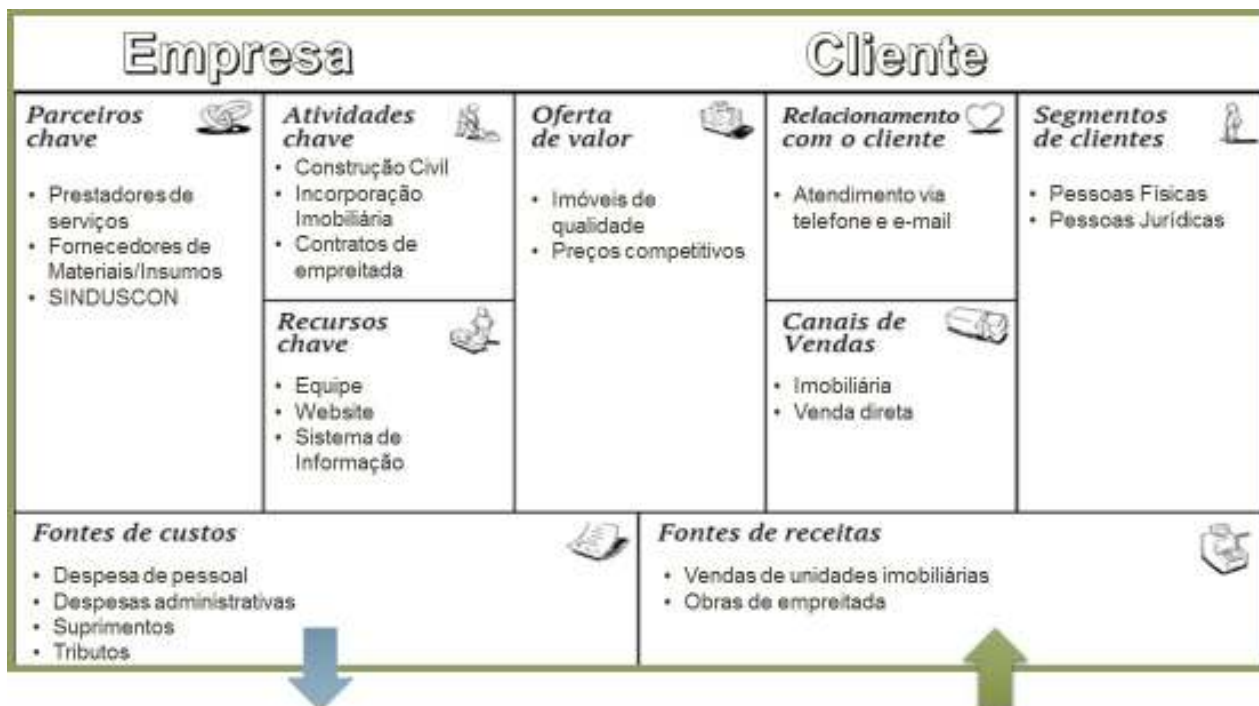 Empresa
Cliente
Parceiros
chave
• Prestadores de
serviços
• Fornecedores de
Materiais/Insumos
• SINDUSCON
Atividades
chave
• Construção Civil
• Incorporação
Imobiliária
• Contratos de
empreitada
Recursos
chave
• Equipe
• Website
• Sistema de
Informação
Oferta
de valor
• Imóveis de
qualidade
• Preços competitivos
Relacionamento
com o cliente
• Atendimento via
telefone e e-mail
Canais de
Vendas
• Imobiliária
• Venda direta
Segmentos
de clientes
• Pessoas Físicas
• Pessoas Jurídicas
Fontes de custos
• Despesa de pessoal
• Despesas administrativas
• Suprimentos
• Tributos
Fontes de receitas
• Vendas de unidades imobiliárias
• Obras de empreitada